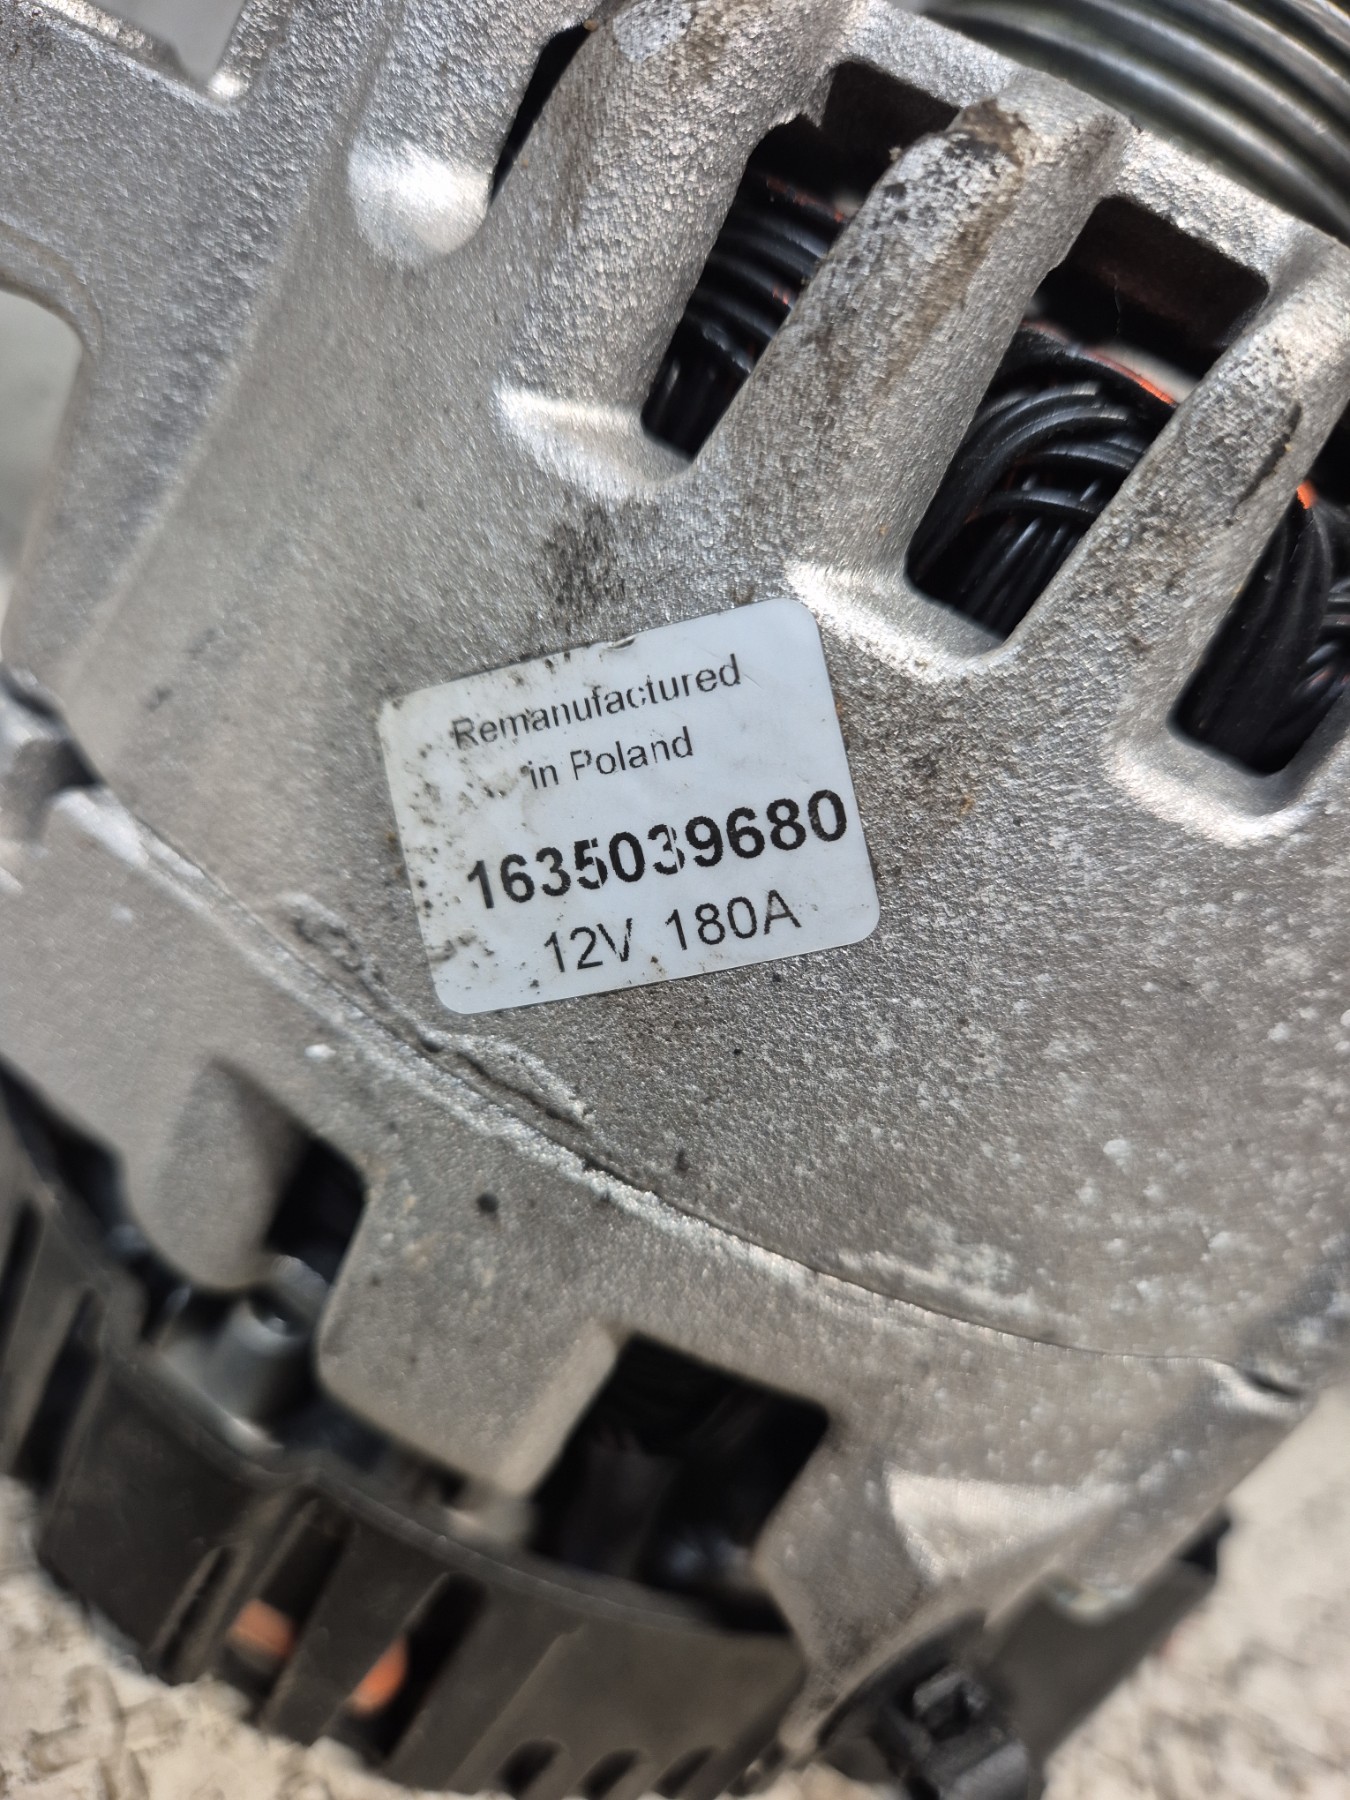 Remanufactured
in Poland
1635039680
12V 180A